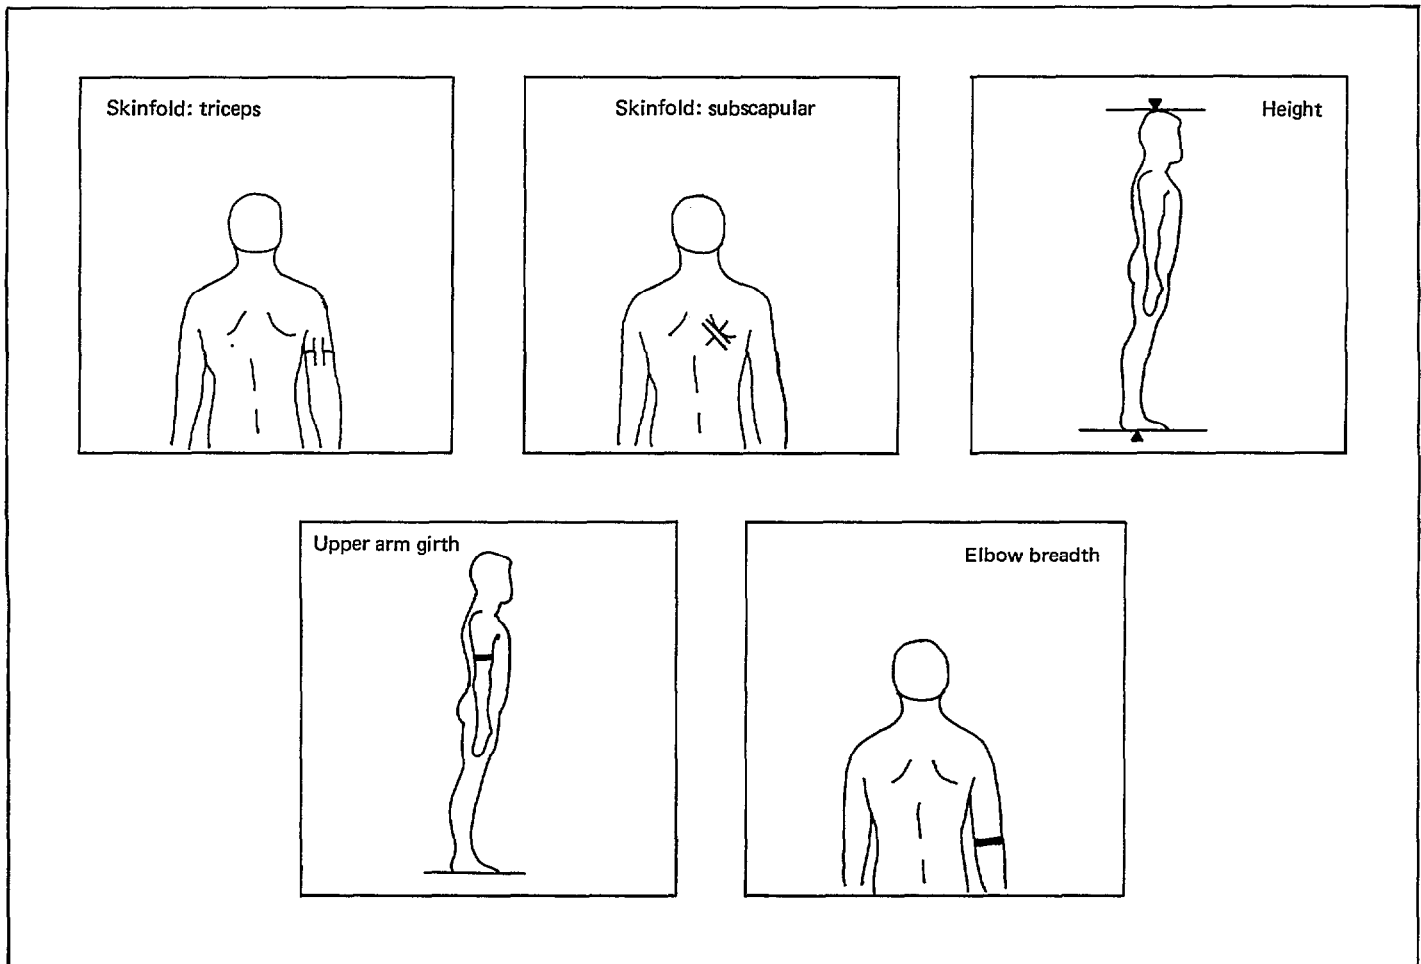 Skinfold: triceps
Skinfold: subscapular
Height
Upper arm girth
Elbow breadth